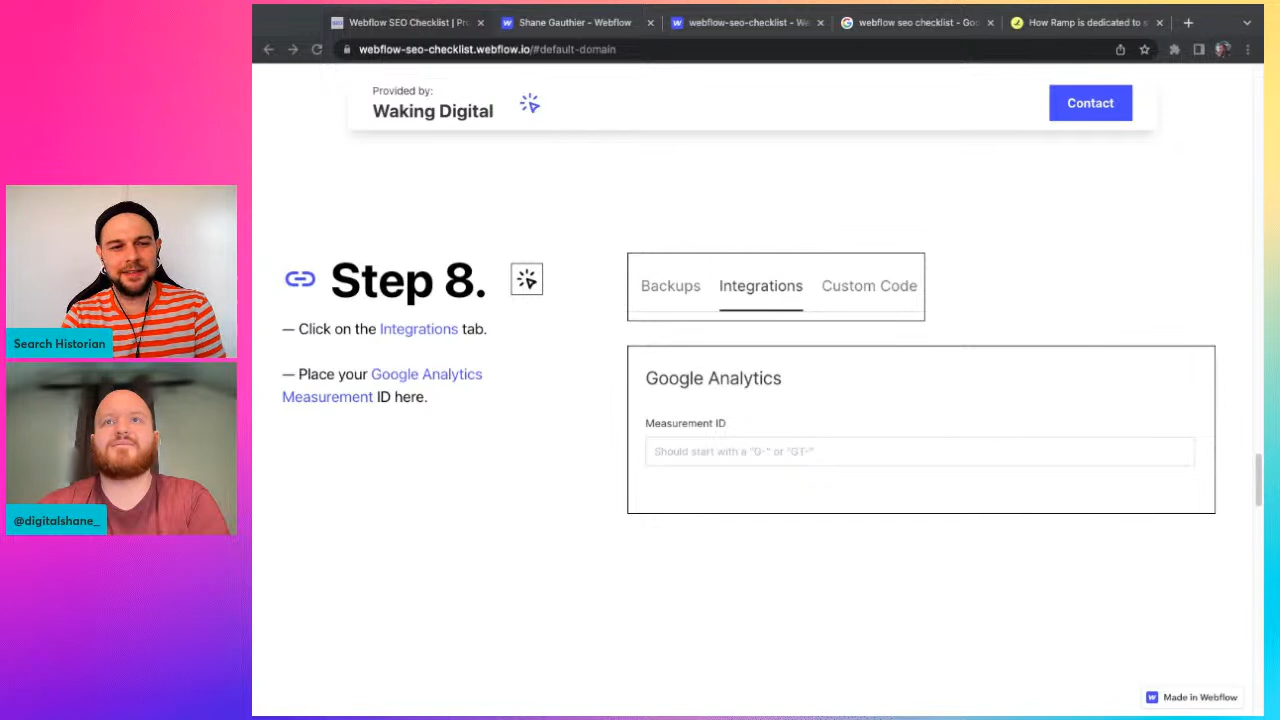 Webflow SEO Checklist | Pr
Shane Gauthier – Webflow
webflow-seo-checklist - We
webflow seo checklist - Goo
How Ramp is dedicated to s
webflow-seo-checklist.webflow.io/#default-domain
Provided by:
Waking Digital
Contact
Step 8.
— Click on the Integrations tab.
— Place your Google Analytics
Measurement ID here.
Backups Integrations Custom Code
Google Analytics
Measurement ID
Should start with a "G-" or "GT-"
Search Historian
@digitalshane_
Made in Webflow